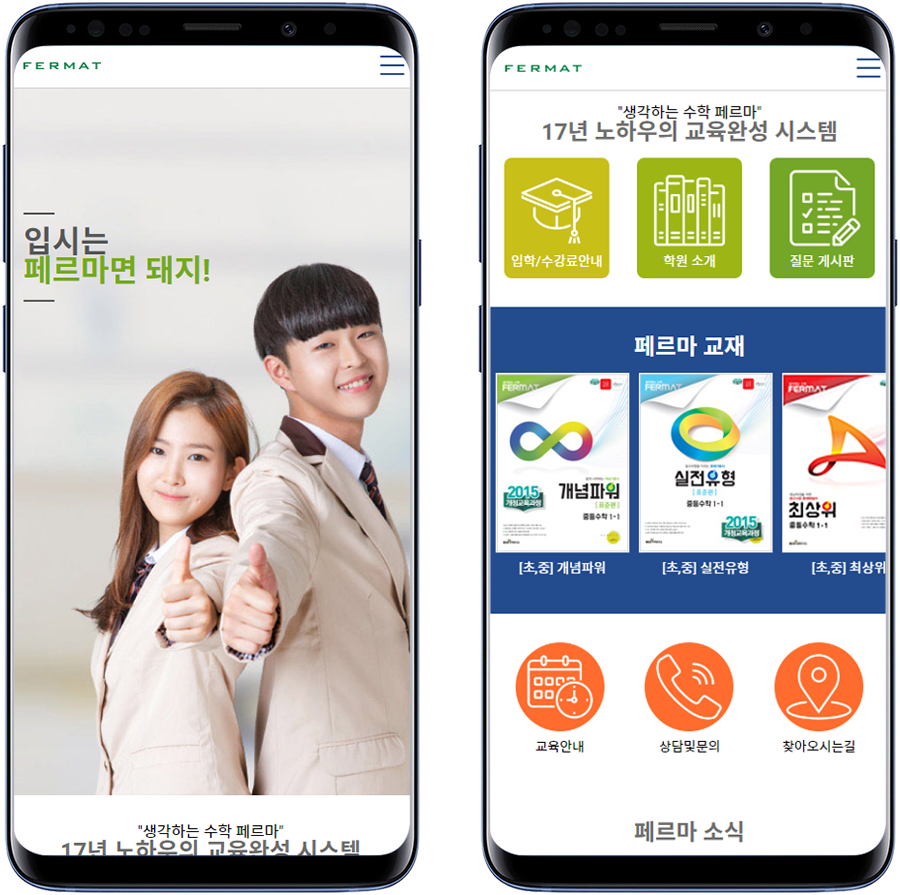 FERMAT
입시는
페르마면 돼지!
"생각하는 수학 페르마"
17년 노하우의 교육완성 시스템
FERMAT
"생각하는 수학 페르마"
17년 노하우의 교육완성 시스템
입학/수강료안내
학원 소개
질문 게시판
페르마 교재
FERMAT
2015
개정교육과정
개념파워
[표준편]
중등수학 1-1
[초,중] 개념파워
FERMAT
실전유형
[표준편]
중등수학 1-1
2015
개정교육과정
[초,중] 실전유형
FERMAT
최상위
중등수학 1-1
[초,중] 최상위
교육안내
상담및문의
찾아오시는길
페르마 소식